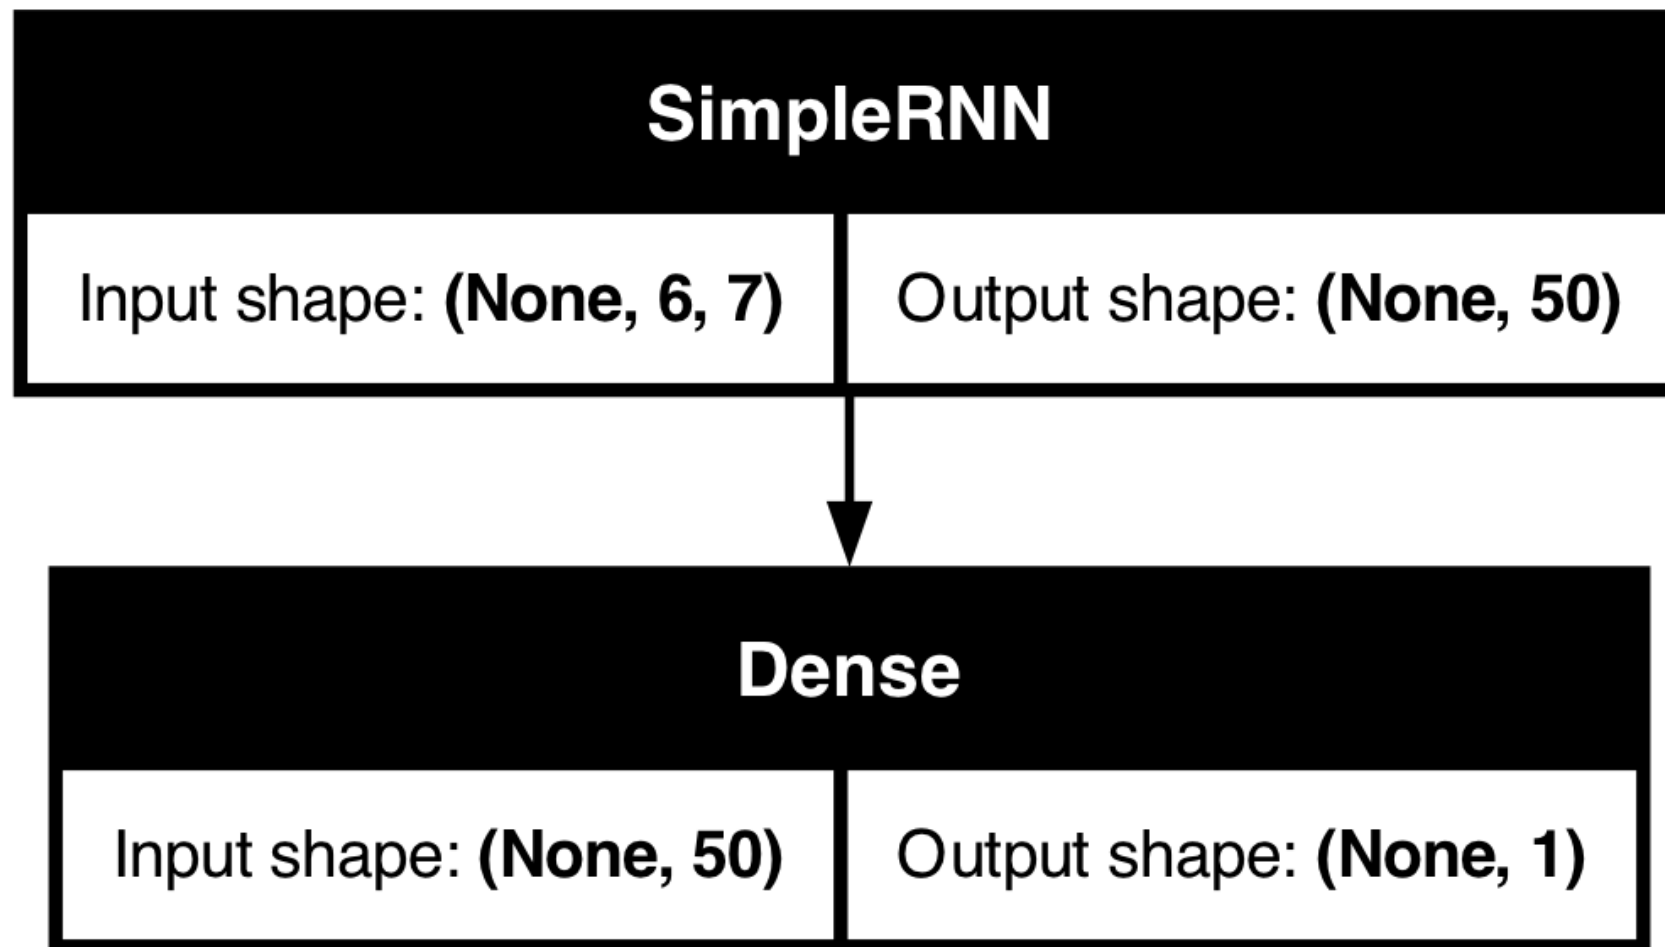 SimpleRNN
Input shape: (None, 6, 7) Output shape: (None, 50)
Dense
Input shape: (None, 50) Output shape: (None, 1)